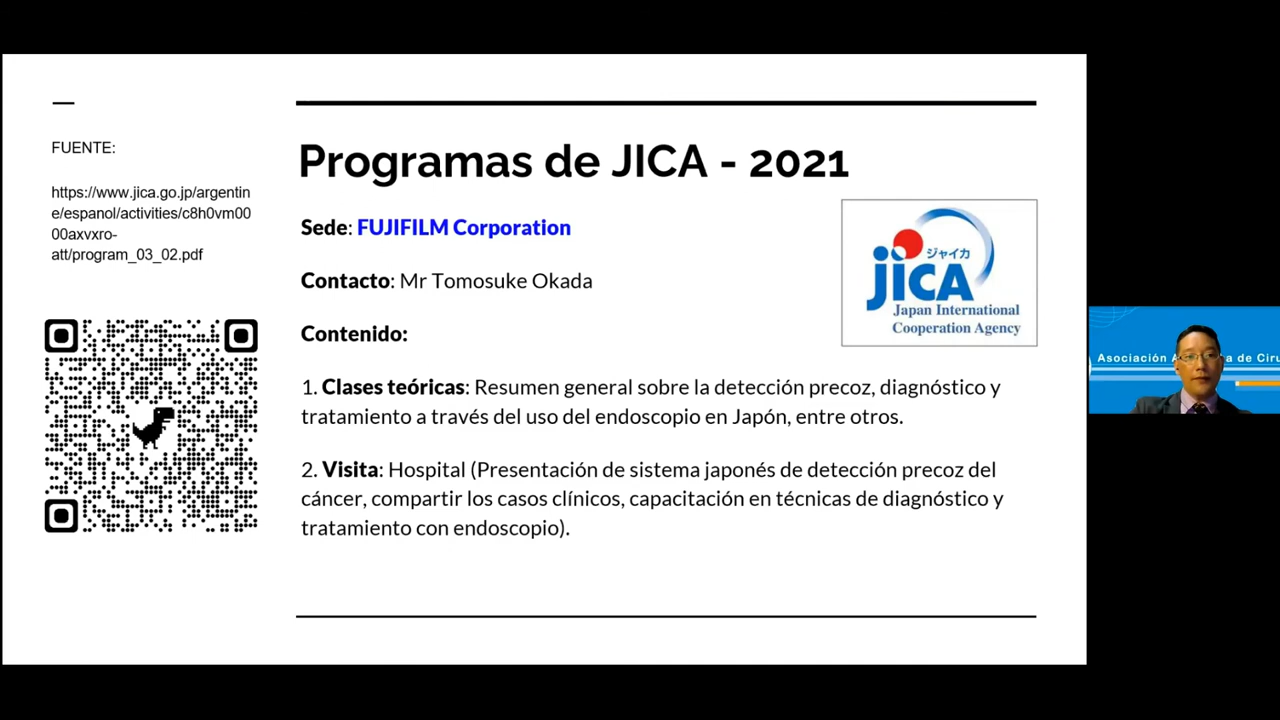 FUENTE:
https://www.jica.go.jp/argentin
e/espanol/activities/c8h0vm00
00axvxro-
att/program_03_02.pdf
Programas de JICA - 2021
Sede: FUJIFILM Corporation
Contacto: Mr Tomosuke Okada
Contenido:
1. Clases teóricas: Resumen general sobre la detección precoz, diagnóstico y
tratamiento a través del uso del endoscopio en Japón, entre otros.
2. Visita: Hospital (Presentación de sistema japonés de detección precoz del
cáncer, compartir los casos clínicos, capacitación en técnicas de diagnóstico y
tratamiento con endoscopio).
ジャイカ
jICA
Japan International
Cooperation Agency
Asociación A a de Ciru